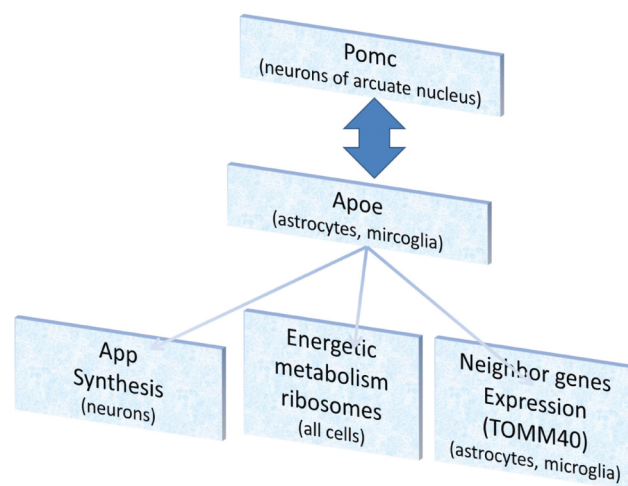 Pomc
(neurons of arcuate nucleus)
Apoe
(astrocytes, mircoglia)
App
Synthesis
(neurons)
Energetic
metabolism
ribosomes
(all cells)
Neighbor genes
Expression
(TOMM40)
(astrocytes, microglia)